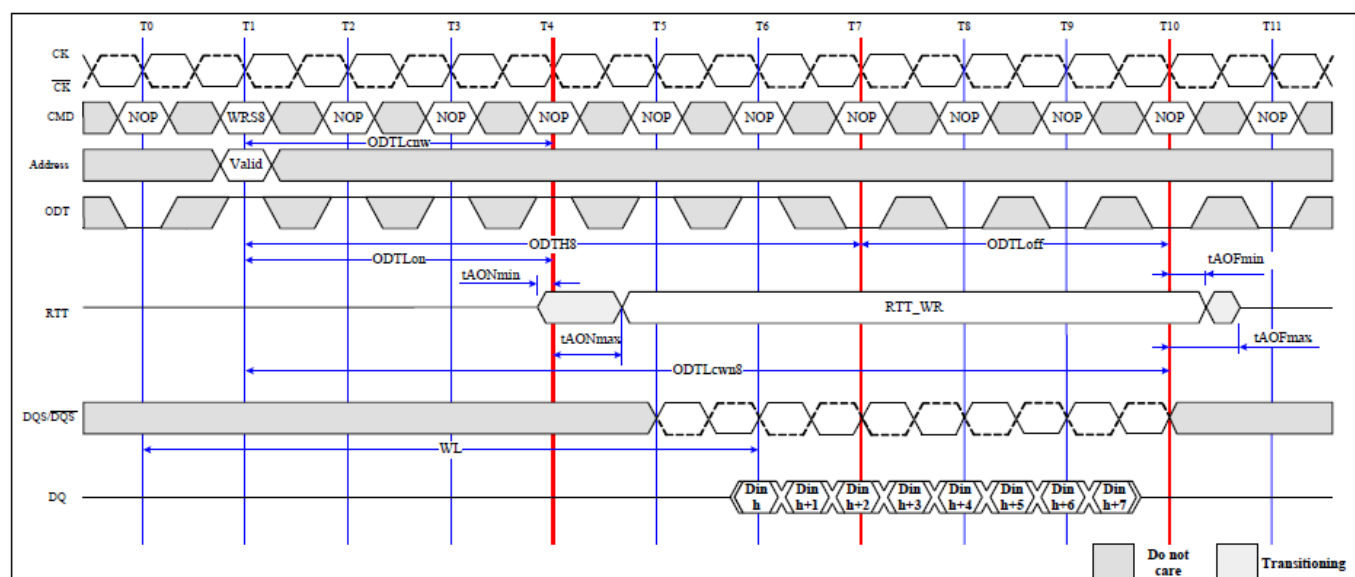 T0 T1 T2 T3 T4 T5 T6 T7 T8 T9 T10 T11
CK
CK
CMD NOP WRS8 NOP NOP NOP NOP NOP NOP NOP NOP NOP NOP
ODTLcnw
Address Valid
ODT
ODTH8 ODTLoff
ODTLon
tAONmin tAOFmin
RTT RTT_WR
tAONmax tAOFmax
ODTLcwn8
DQS/DQS
WL
DQ Din h Din h+1 Din h+2 Din h+3 Din h+4 Din h+5 Din h+6 Din h+7
Do not care Transitioning